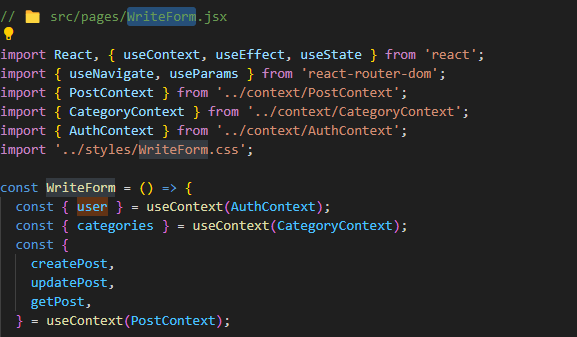 // 📁 src/pages/WriteForm.jsx
import React, { useContext, useEffect, useState } from 'react';
import { useNavigate, useParams } from 'react-router-dom';
import { PostContext } from '../context/PostContext';
import { CategoryContext } from '../context/CategoryContext';
import { AuthContext } from '../context/AuthContext';
import '../styles/WriteForm.css';
const WriteForm = () => {
const { user } = useContext(AuthContext);
const { categories } = useContext(CategoryContext);
const {
createPost,
updatePost,
getPost,
} = useContext(PostContext);